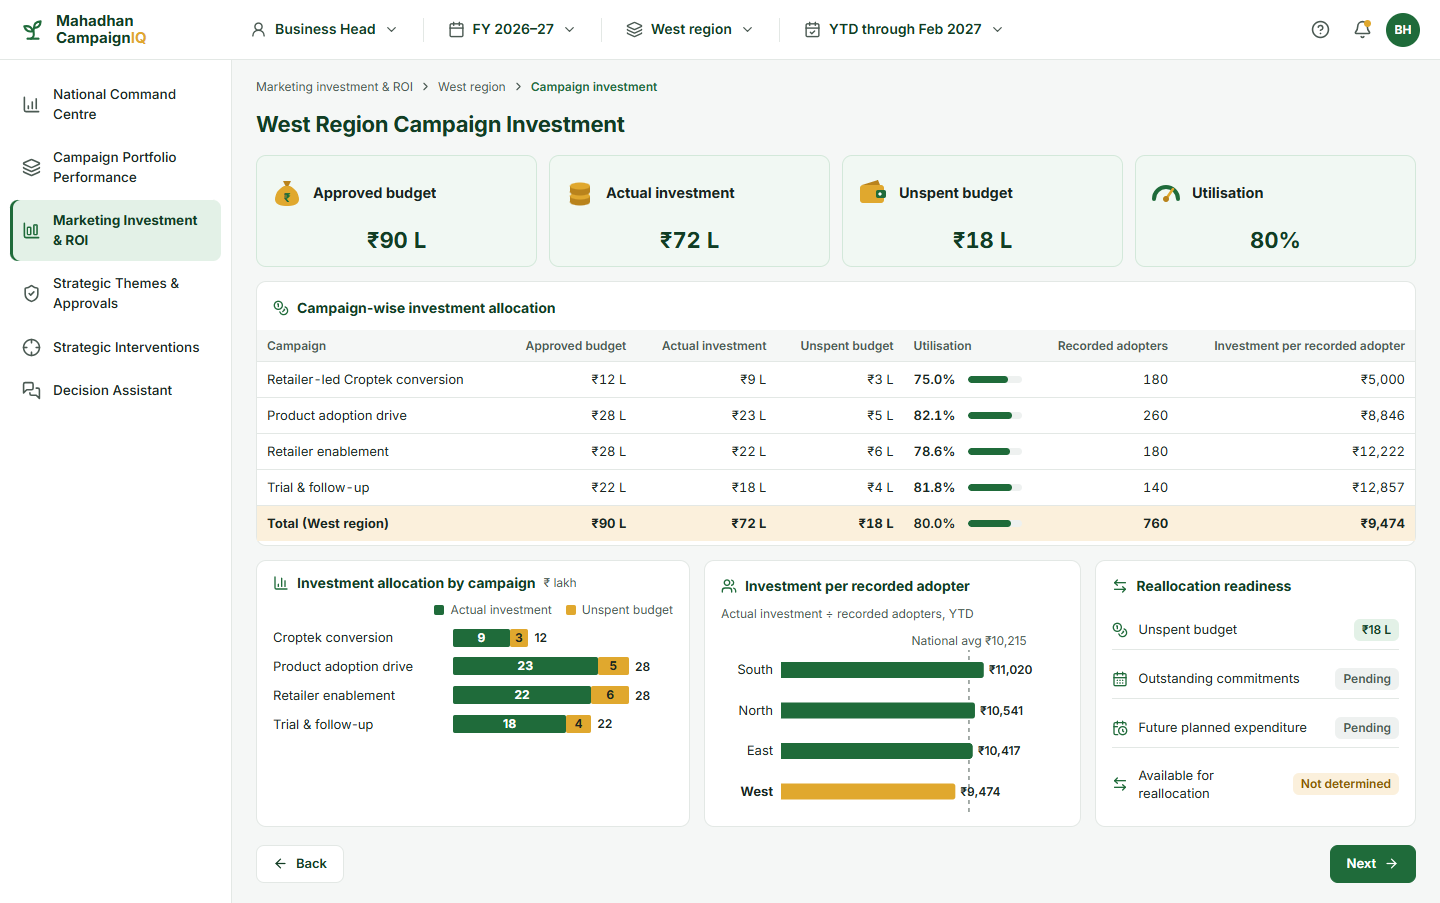 Mahadhan
CampaignIQ
Business Head
FY 2026–27
West region
YTD through Feb 2027
BH
National Command
Centre
Campaign Portfolio
Performance
Marketing Investment
& ROI
Strategic Themes &
Approvals
Strategic Interventions
Decision Assistant
Marketing investment & ROI > West region > Campaign investment
West Region Campaign Investment
Approved budget
₹90 L
Actual investment
₹72 L
Unspent budget
₹18 L
Utilisation
80%
Campaign-wise investment allocation
Campaign Approved budget Actual investment Unspent budget Utilisation Recorded adopters Investment per recorded adopter
Retailer-led Croptek conversion ₹12 L ₹9 L ₹3 L 75.0% 180 ₹5,000
Product adoption drive ₹28 L ₹23 L ₹5 L 82.1% 260 ₹8,846
Retailer enablement ₹28 L ₹22 L ₹6 L 78.6% 180 ₹12,222
Trial & follow-up ₹22 L ₹18 L ₹4 L 81.8% 140 ₹12,857
Total (West region) ₹90 L ₹72 L ₹18 L 80.0% 760 ₹9,474
Investment allocation by campaign ₹ lakh
Actual investment Unspent budget
Croptek conversion 9 3 12
Product adoption drive 23 5 28
Retailer enablement 22 6 28
Trial & follow-up 18 4 22
Investment per recorded adopter
Actual investment ÷ recorded adopters, YTD
National avg ₹10,215
South ₹11,020
North ₹10,541
East ₹10,417
West ₹9,474
Reallocation readiness
Unspent budget ₹18 L
Outstanding commitments Pending
Future planned expenditure Pending
Available for
reallocation
Not determined
Back
Next